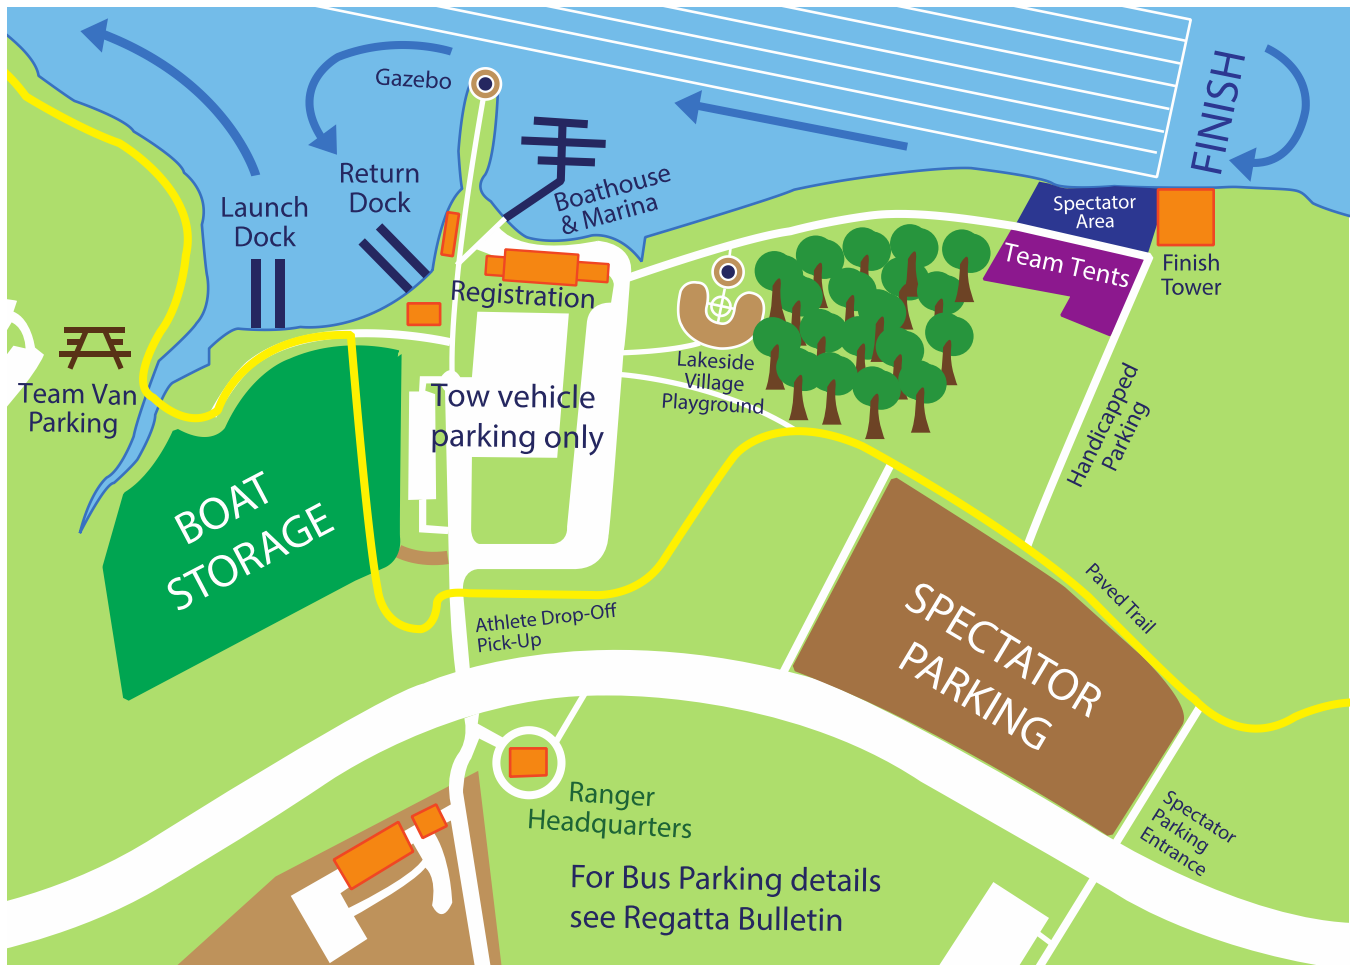 Gazebo
FINISH
Return
Dock
Boathouse
& Marina
Launch
Dock
Spectator
Area
Team Tents
Finish
Tower
Registration
Lakeside
Village
Playground
Team Van
Parking
Tow vehicle
parking only
Handicapped
Parking
BOAT
STORAGE
Paved Trail
Athlete Drop-Off
Pick-Up
SPECTATOR
PARKING
Ranger
Headquarters
Spectator
Parking
Entrance
For Bus Parking details
see Regatta Bulletin